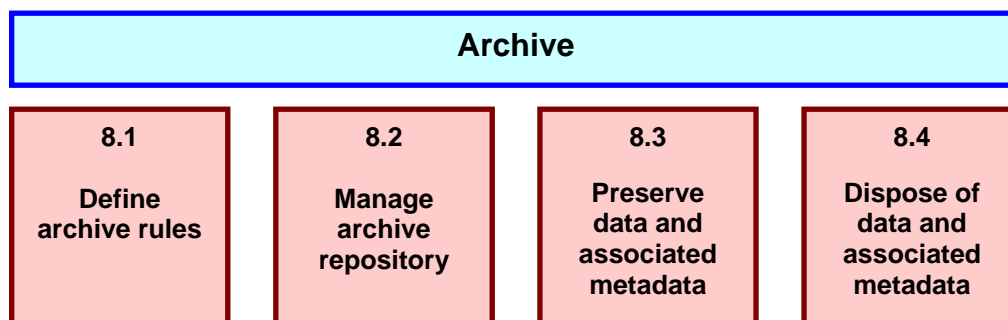 Archive
8.1
Define
archive rules
8.2
Manage
archive
repository
8.3
Preserve
data and
associated
metadata
8.4
Dispose of
data and
associated
metadata